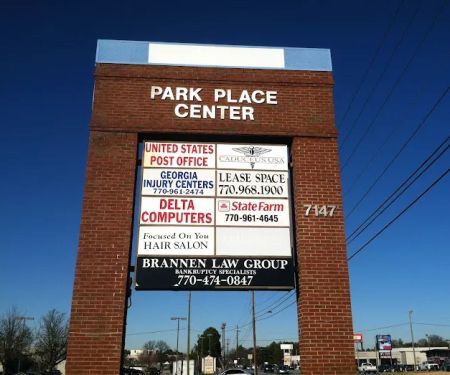 PARK PLACE
CENTER
UNITED STATES
POST OFFICE
CADUCEUSUSA
GEORGIA
INJURY CENTERS
770-961-2474
LEASE SPACE
770.968.1900
DELTA
COMPUTERS
State Farm
770-961-4645
7147
Focused On You
HAIR SALON
BRANNEN LAW GROUP
BANKRUPTCY SPECIALISTS
770-474-0847